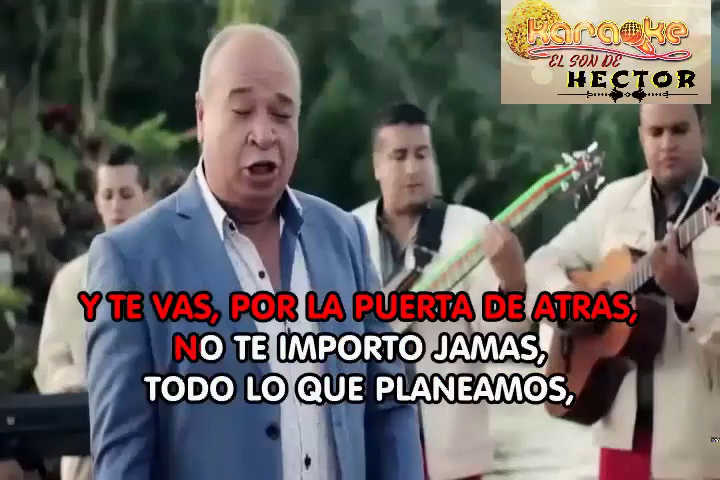 Karaoke
EL SON DE
HECTOR
Y TE VAS, POR LA PUERTA DE ATRAS,
NO TE IMPORTO JAMAS,
TODO LO QUE PLANEAMOS,